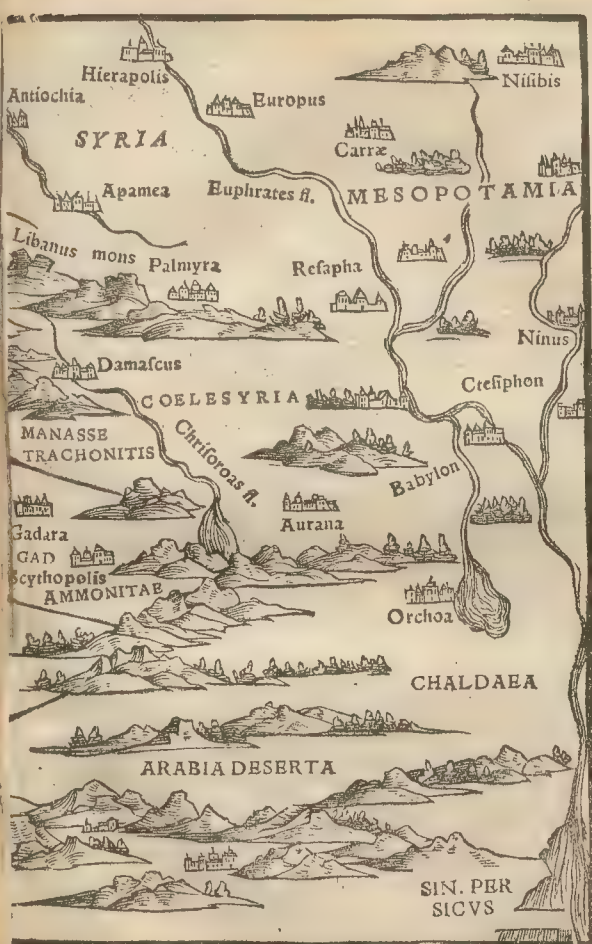 Hierapolis
Niſibis
Antiochia
Europus
SYRIA
Carræ
Apamea
Euphrates fl.
MESOPOTAMIA
Libanus mons
Palmyra
Reſapha
Ninus
Damaſcus
Cteſiphon
COELESYRIA
MANASSE
TRACHONITIS
Chriſoroas fl.
Babylon
Aurana
Gadara
GAD
Scythopolis
AMMONITAE
Orchoa
CHALDAEA
ARABIA DESERTA
SIN. PER
SICVS